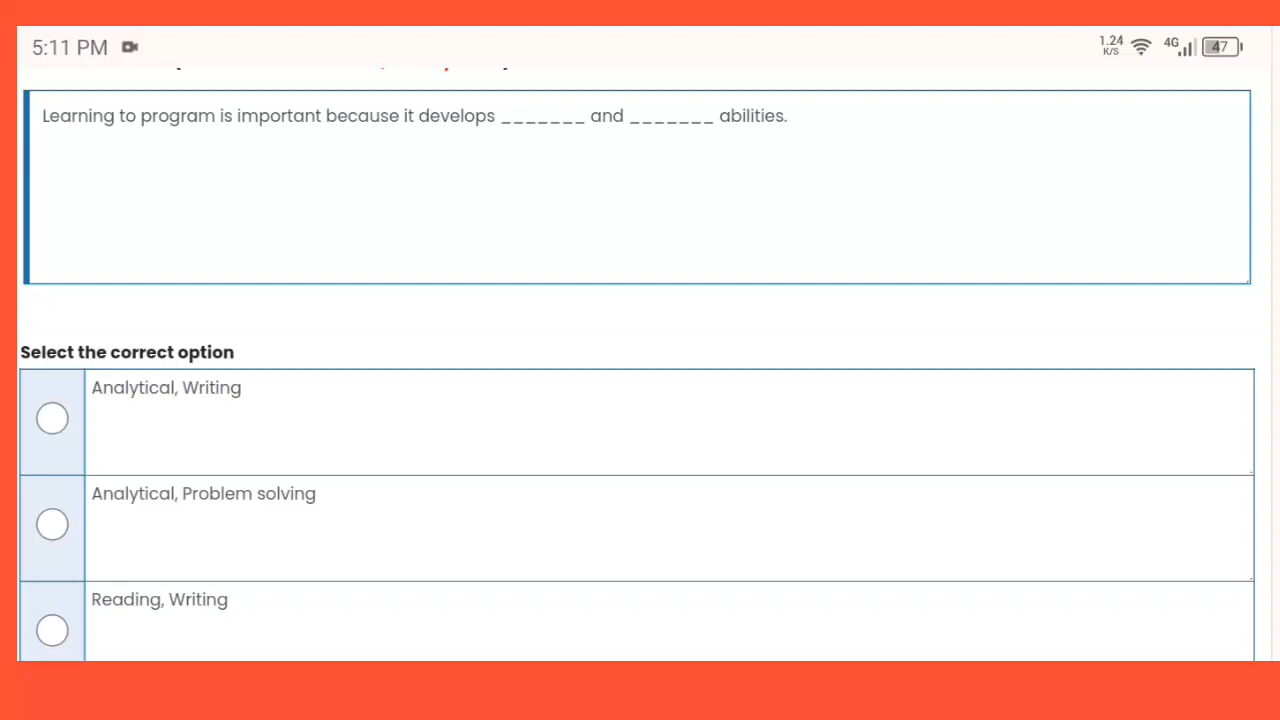 5:11 PM
1.24 K/S 4G 47
Learning to program is important because it develops _______ and _______ abilities.
Select the correct option
Analytical, Writing
Analytical, Problem solving
Reading, Writing